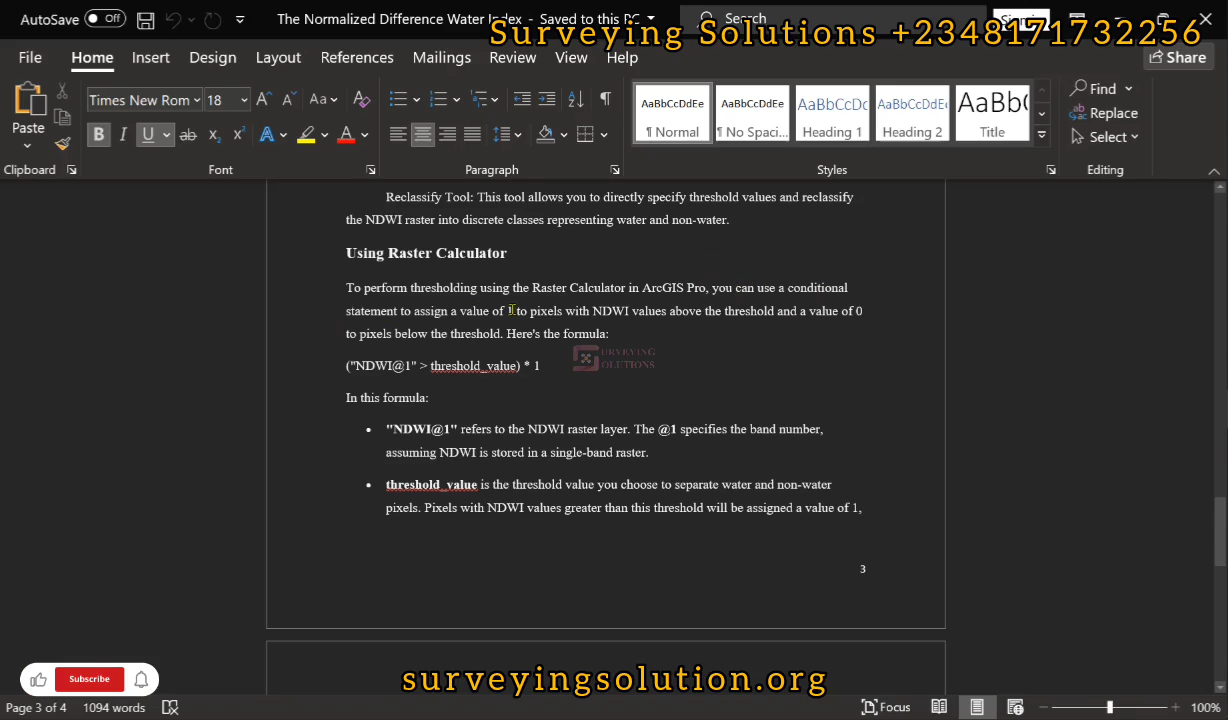 AutoSave Off The Normalized Difference Water Index - Saved to this PC Search
Surveying Solutions +2348171732256
File Home Insert Design Layout References Mailings Review View Help Share
Paste
Times New Rom 18 Aa
AaBbCcDdEe AaBbCcDdEe AaBbCcDc AaBbCcDdEe AaBb(
¶ Normal ¶ No Spaci... Heading 1 Heading 2 Title
Find
Replace
Select
Clipboard Font Paragraph Styles Editing
Reclassify Tool: This tool allows you to directly specify threshold values and reclassify
the NDWI raster into discrete classes representing water and non-water.
Using Raster Calculator
To perform thresholding using the Raster Calculator in ArcGIS Pro, you can use a conditional
statement to assign a value of 1 to pixels with NDWI values above the threshold and a value of 0
to pixels below the threshold. Here's the formula:
SURVEYING
SOLUTIONS
("NDWI@1" > threshold_value) * 1
In this formula:
• "NDWI@1" refers to the NDWI raster layer. The @1 specifies the band number,
assuming NDWI is stored in a single-band raster.
• threshold_value is the threshold value you choose to separate water and non-water
pixels. Pixels with NDWI values greater than this threshold will be assigned a value of 1,
3
Subscribe
surveyingsolution.org
Page 3 of 4 1094 words Focus 100%